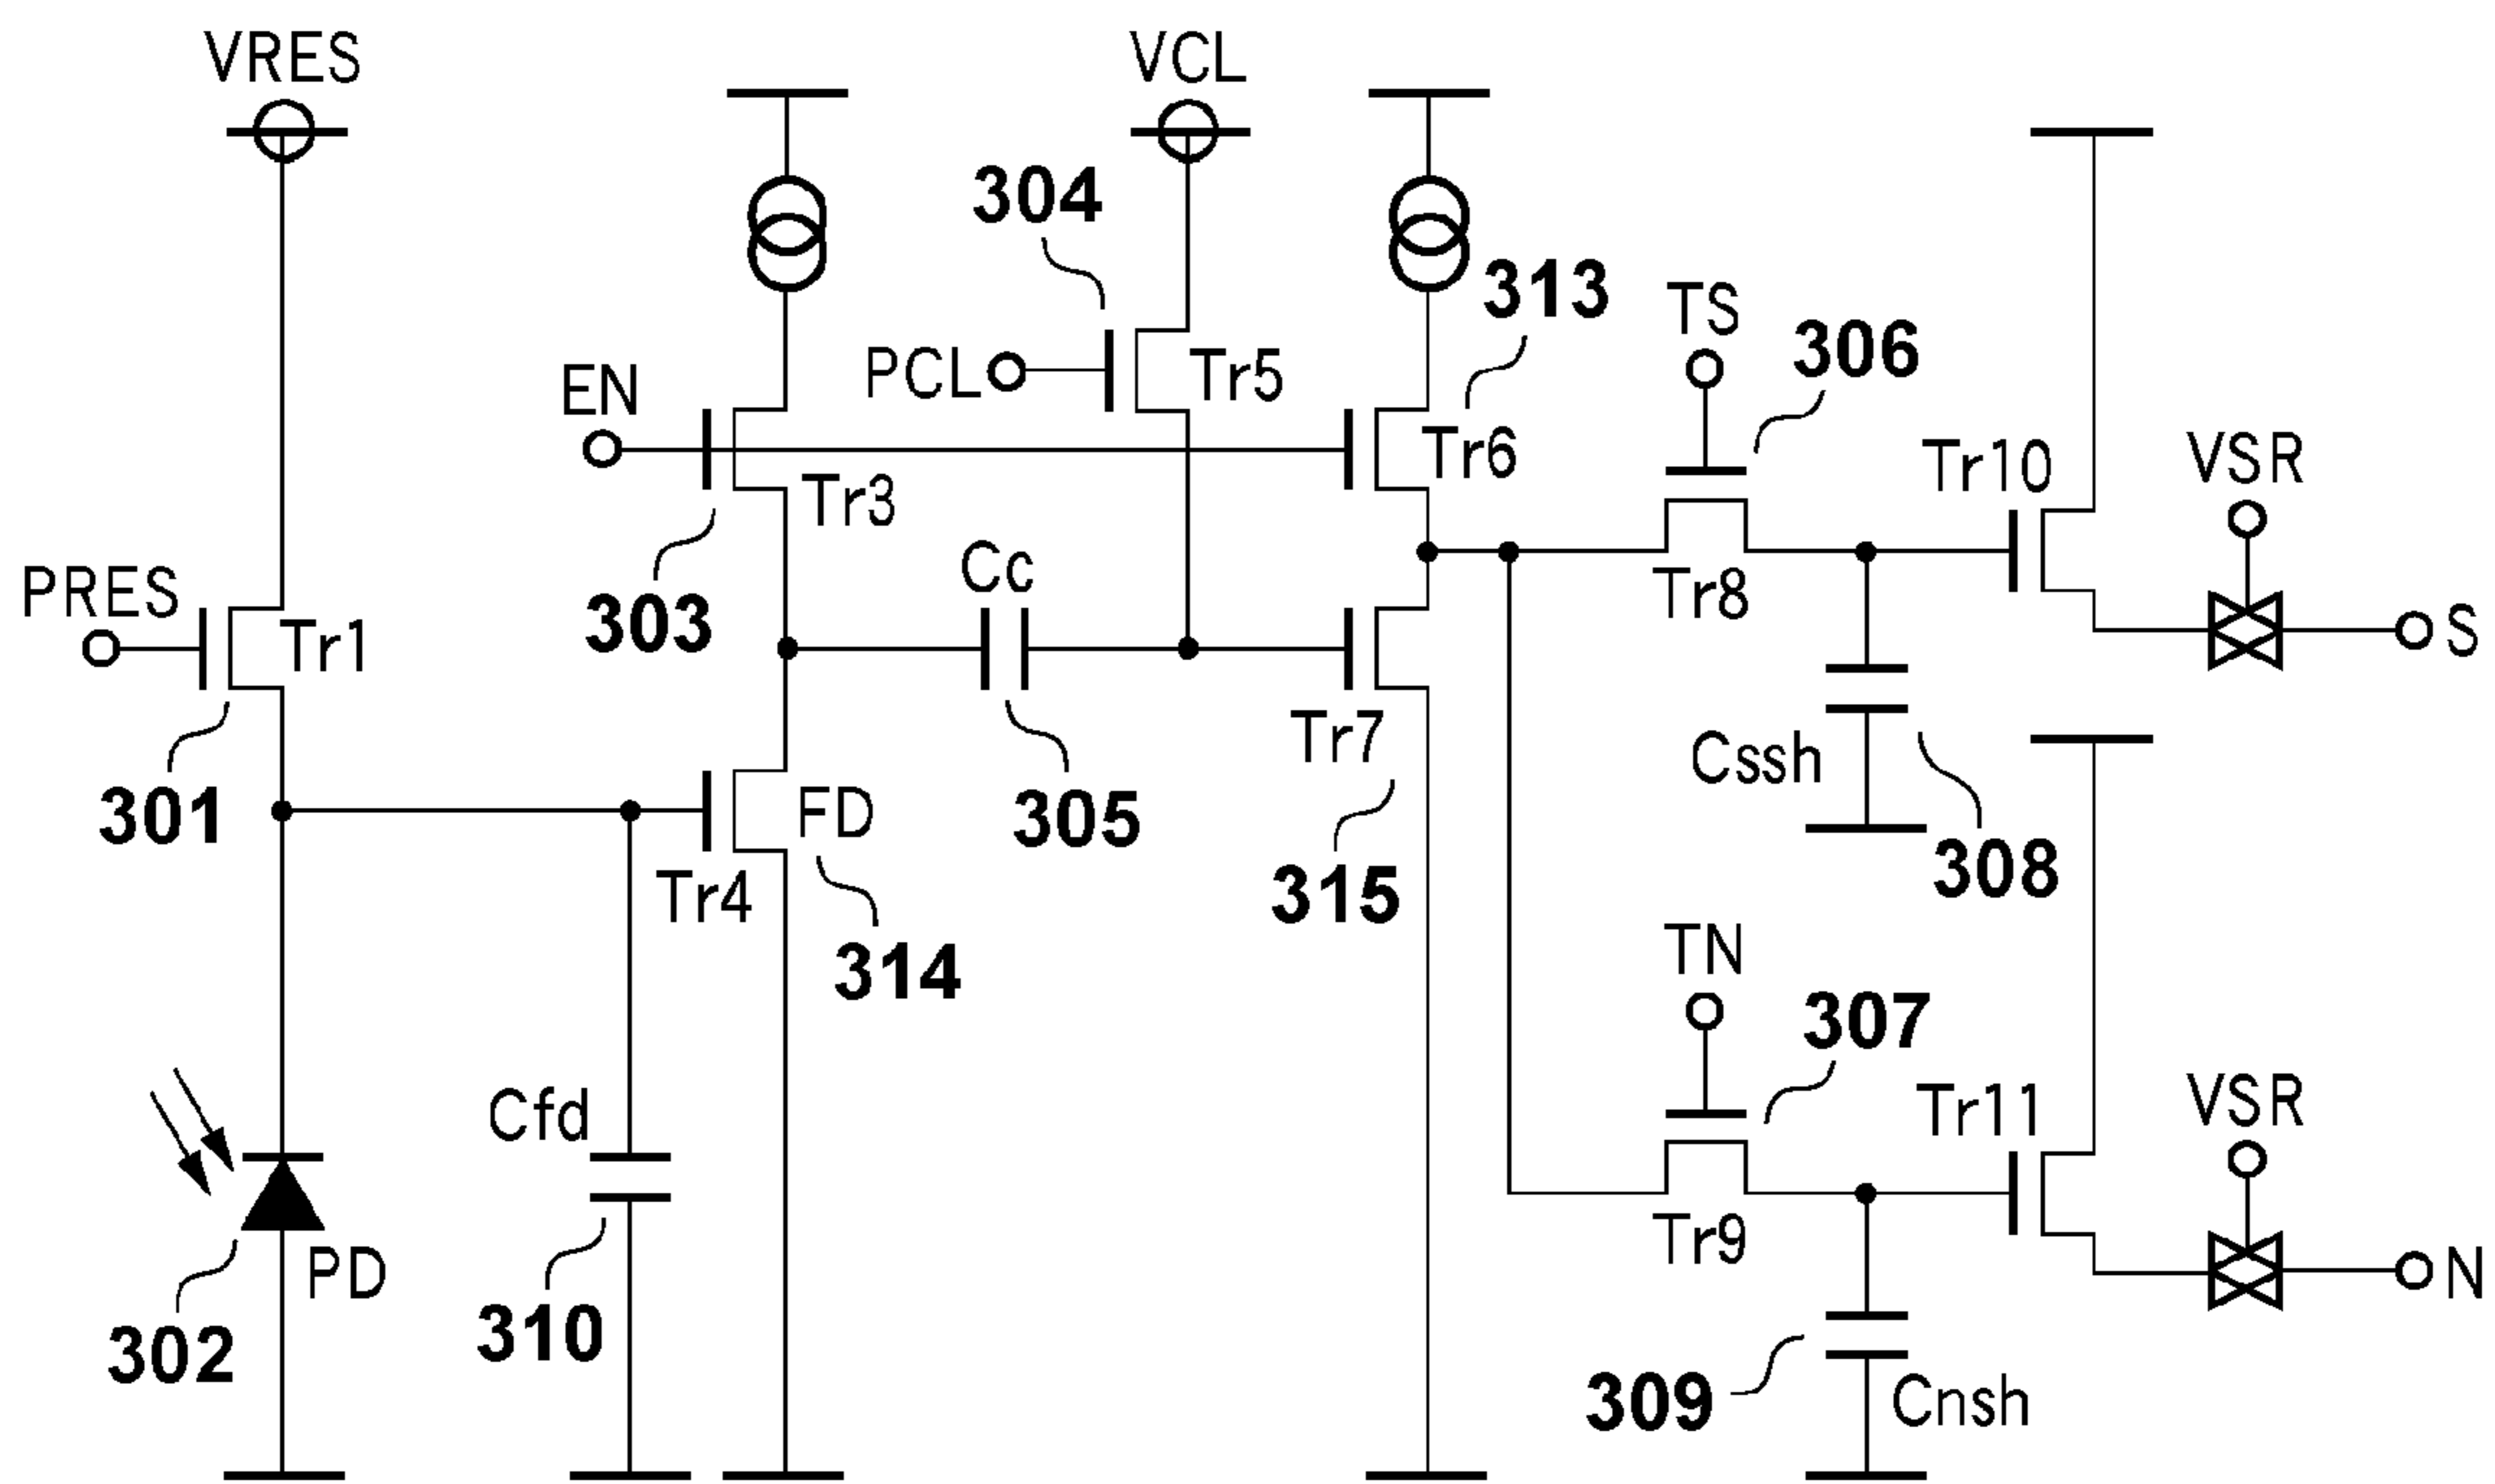 VRES
VCL
304
313
TS
306
EN
PCL
Tr5
Tr6
Tr10
VSR
Tr3
Cc
PRES
303
Tr8
S
Tr1
Tr7
Cssh
301
FD
305
308
Tr4
315
314
TN
307
Cfd
Tr11
VSR
Tr9
PD
N
310
302
309
Cnsh